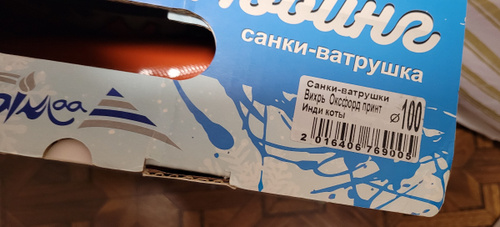 санки-ватрушка
Санки-ватрушки
Вихрь Оксфорд принт
Инди коты
ø 100
2 016406 769005